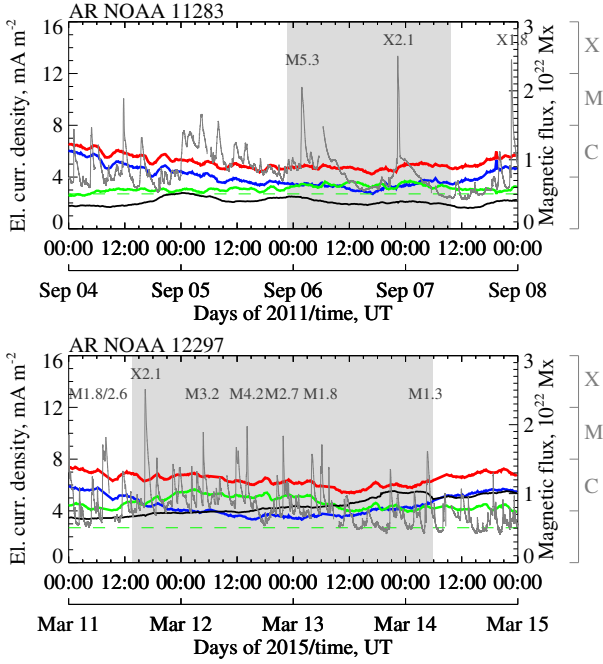 AR NOAA 11283
16
12
8
4
0
El. curr. density, mA m-2
M5.3
X2.1
X1.8
3
2
1
0
Magnetic flux, 10^22 Mx
X
M
C
00:00 12:00 00:00 12:00 00:00 12:00 00:00 12:00 00:00
Sep 04 Sep 05 Sep 06 Sep 07 Sep 08
Days of 2011/time, UT
AR NOAA 12297
16
12
8
4
0
El. curr. density, mA m-2
X2.1
M1.8/2.6 M3.2 M4.2 M2.7 M1.8 M1.3
3
2
1
0
Magnetic flux, 10^22 Mx
X
M
C
00:00 12:00 00:00 12:00 00:00 12:00 00:00 12:00 00:00
Mar 11 Mar 12 Mar 13 Mar 14 Mar 15
Days of 2015/time, UT